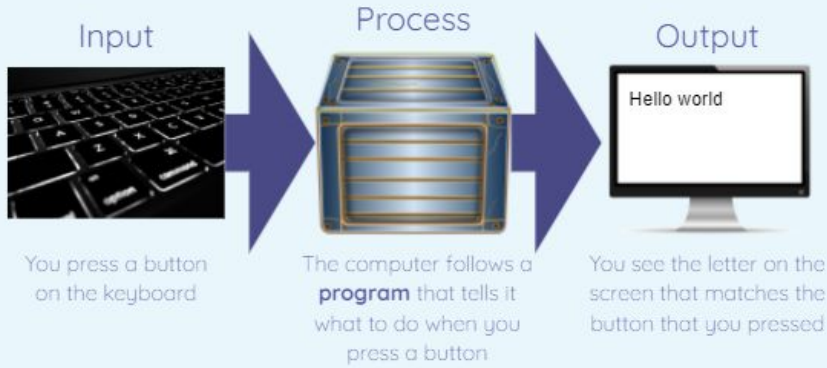 Input
Process
Output
A
S
Z
X
C
option
command
Hello world
You press a button
on the keyboard
The computer follows a
program that tells it
what to do when you
press a button
You see the letter on the
screen that matches the
button that you pressed